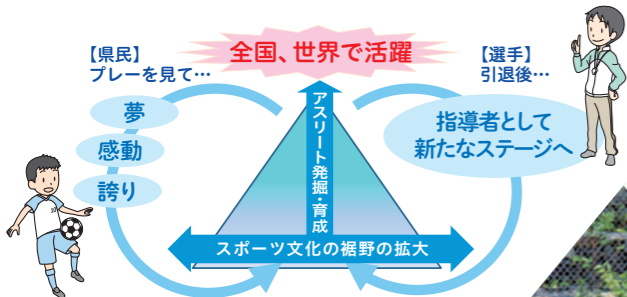 全国、世界で活躍
【県民】
プレーを見て…
夢
感動
誇り
【選手】
引退後…
指導者として
新たなステージへ
アスリート発掘・育成
スポーツ文化の裾野の拡大